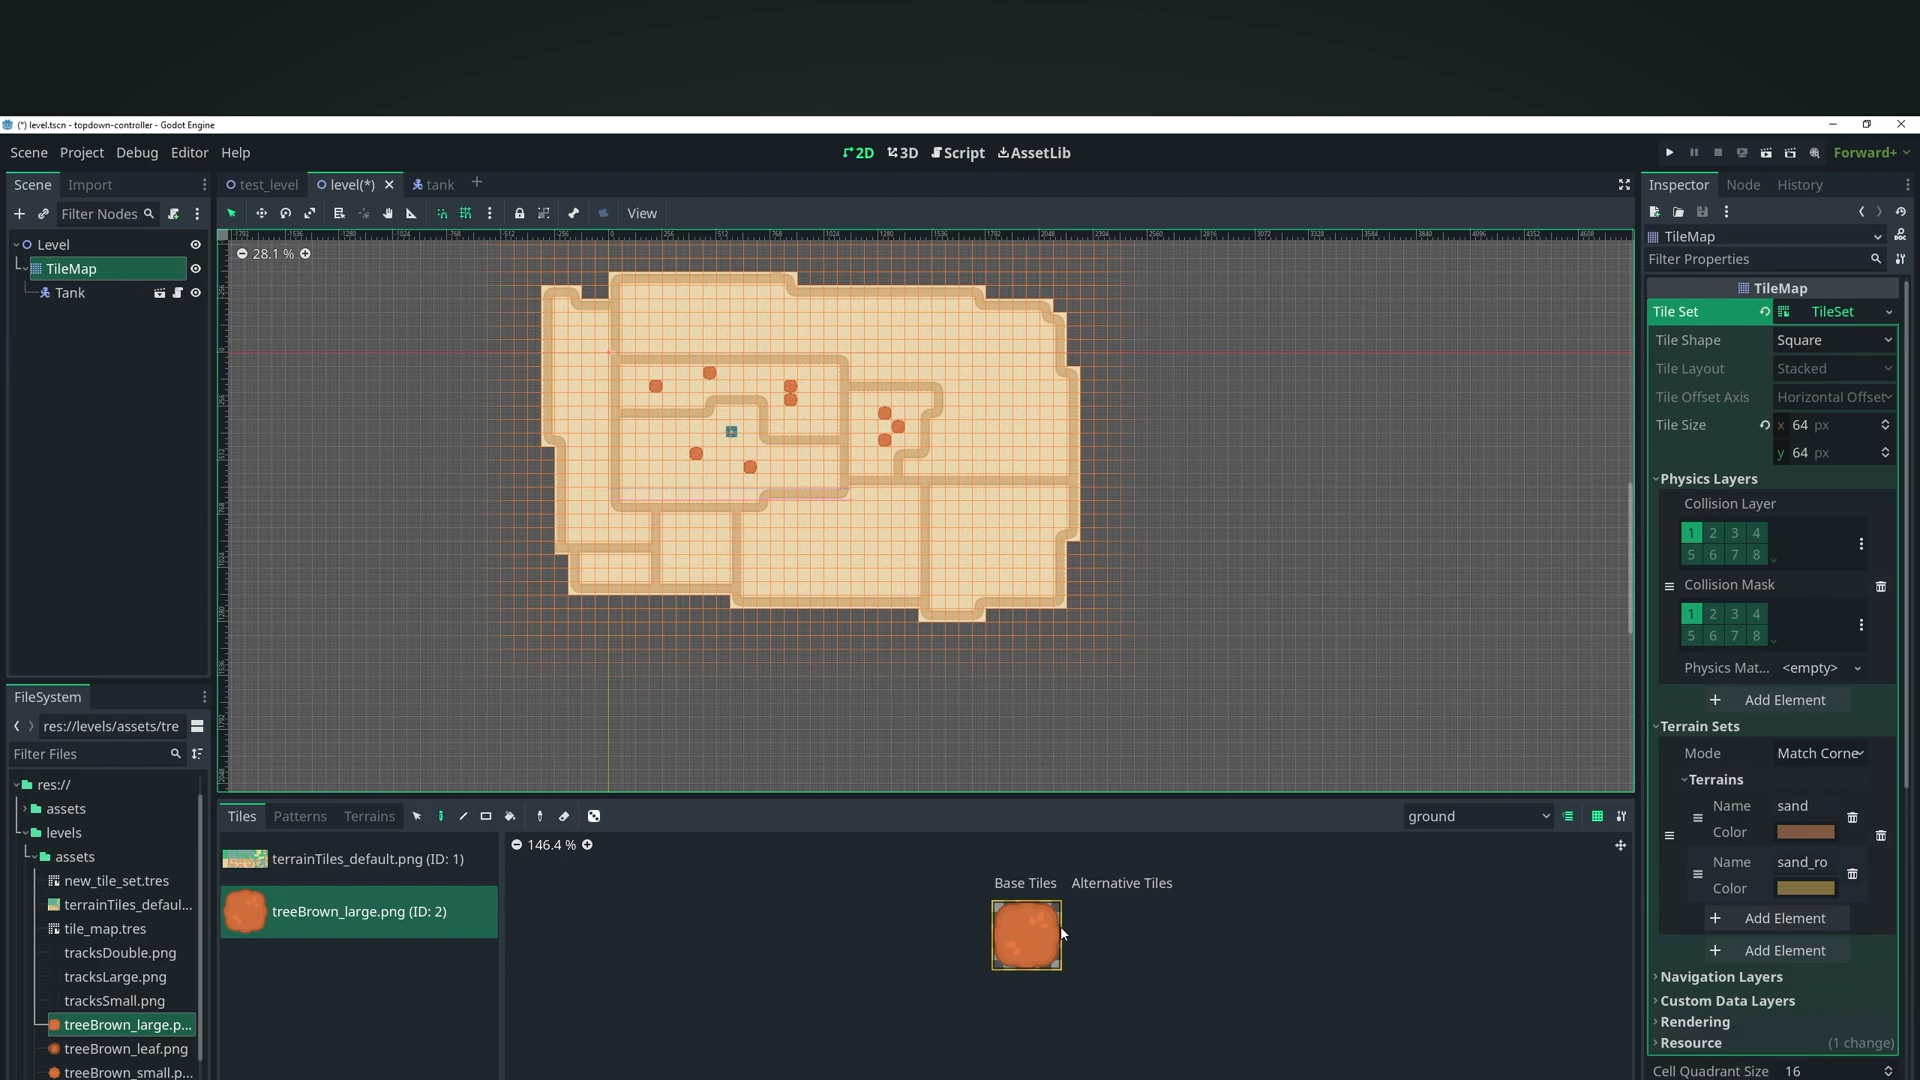 (*) level.tscn - topdown-controller - Godot Engine
Scene Project Debug Editor Help
2D 3D Script AssetLib
Forward+
Scene Import
test_level level(*) tank
Inspector Node History
Filter Nodes
View
Level
TileMap
Tank
28.1 %
TileMap
Filter Properties
TileMap
Tile Set TileSet
Tile Shape Square
Tile Layout Stacked
Tile Offset Axis Horizontal Offset
Tile Size x 64 px
y 64 px
Physics Layers
Collision Layer
1 2 3 4
5 6 7 8
Collision Mask
1 2 3 4
5 6 7 8
Physics Mat... <empty>
Add Element
Terrain Sets
Mode Match Corne
Terrains
Name sand
Color
Name sand_ro
Color
Add Element
Add Element
Navigation Layers
Custom Data Layers
Rendering
Resource (1 change)
Cell Quadrant Size 16
FileSystem
res://levels/assets/tre
Filter Files
res://
assets
levels
assets
new_tile_set.tres
terrainTiles_defaul...
tile_map.tres
tracksDouble.png
tracksLarge.png
tracksSmall.png
treeBrown_large.p...
treeBrown_leaf.png
treeBrown_small.p...
Tiles Patterns Terrains
ground
terrainTiles_default.png (ID: 1)
treeBrown_large.png (ID: 2)
146.4 %
Base Tiles Alternative Tiles